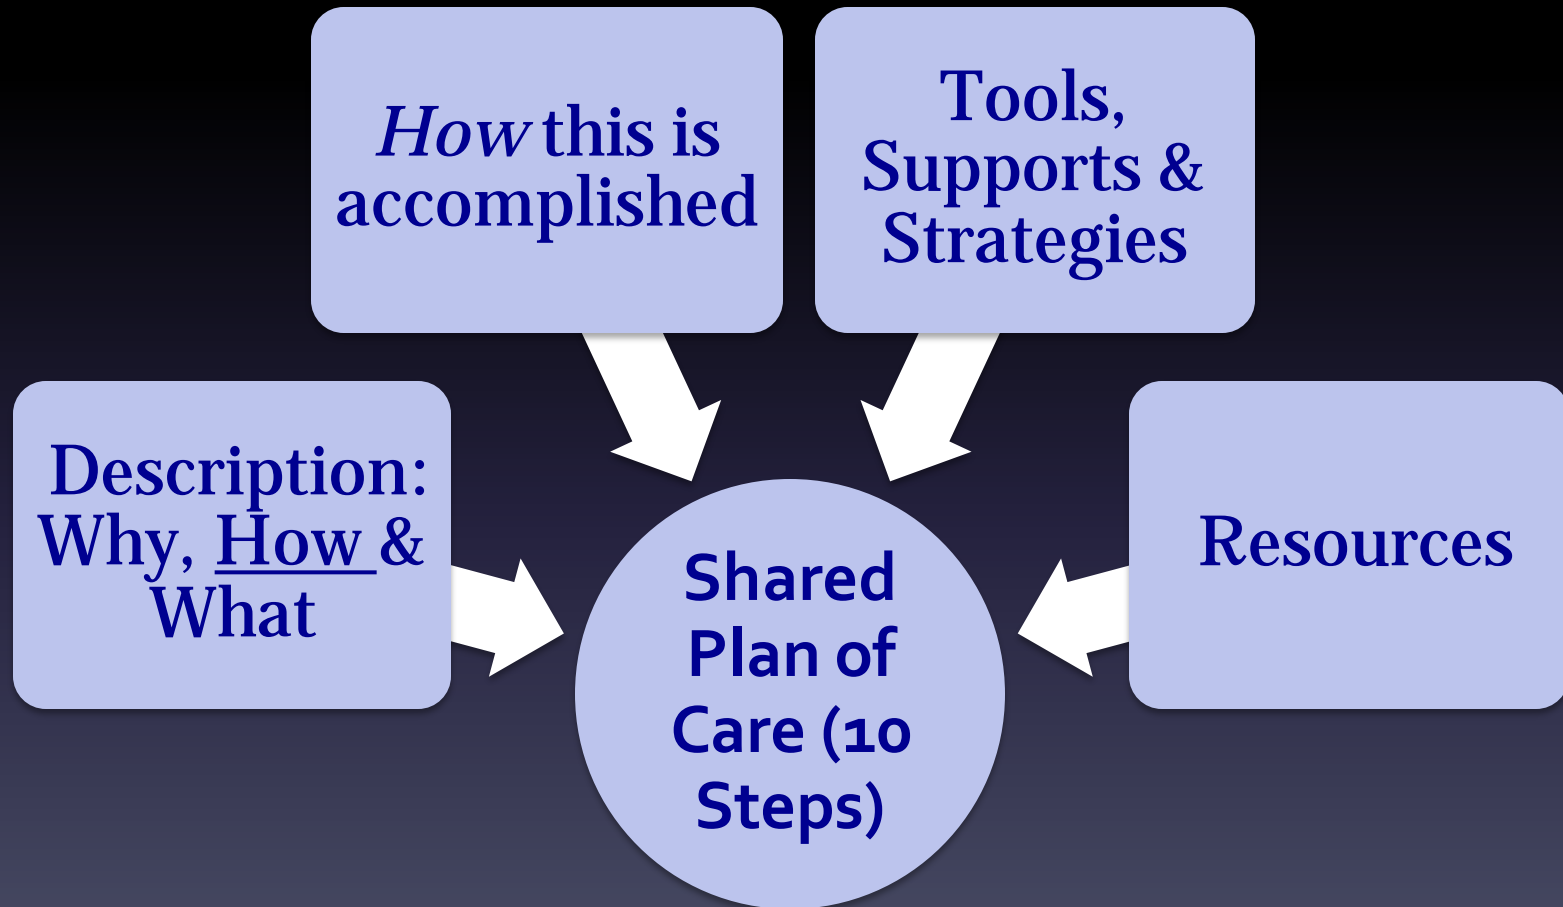 How this is
accomplished
Tools,
Supports &
Strategies
Description:
Why, How &
What
Resources
Shared
Plan of
Care (10
Steps)